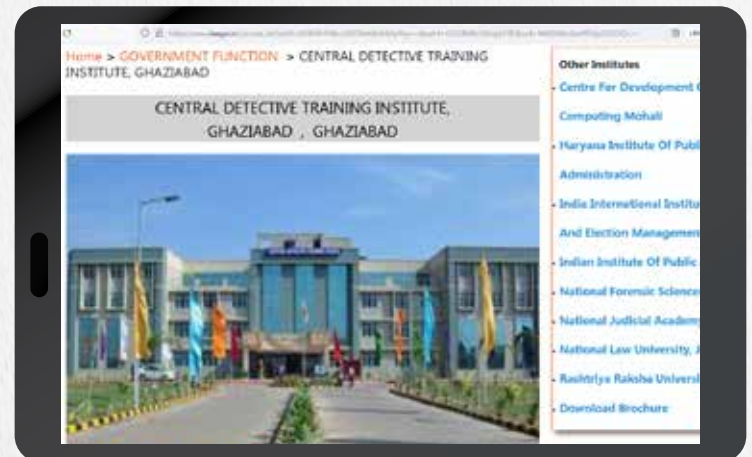 Home > GOVERNMENT FUNCTION > CENTRAL DETECTIVE TRAINING
INSTITUTE, GHAZIABAD
CENTRAL DETECTIVE TRAINING INSTITUTE,
GHAZIABAD , GHAZIABAD
Other Institutes
Centre For Development
Computing Mohali
Haryana Institute Of Publ
Administration
India International Institu
And Election Managemen
Indian Institute Of Public
National Forensic Science
National Judicial Academy
National Law University, J
Rashtriya Raksha Universi
Download Brochure